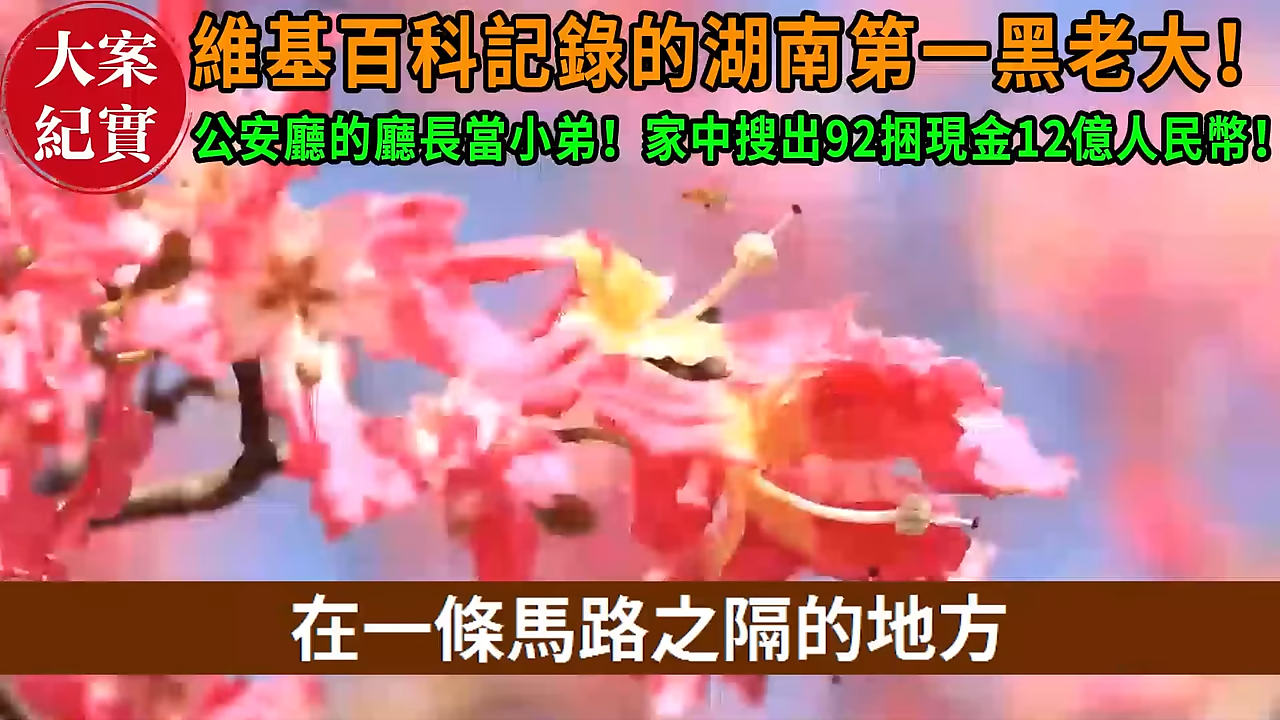 大案
紀實
維基百科記錄的湖南第一黑老大！
公安廳的廳長當小弟！家中搜出92捆現金12億人民幣！
在一條馬路之隔的地方